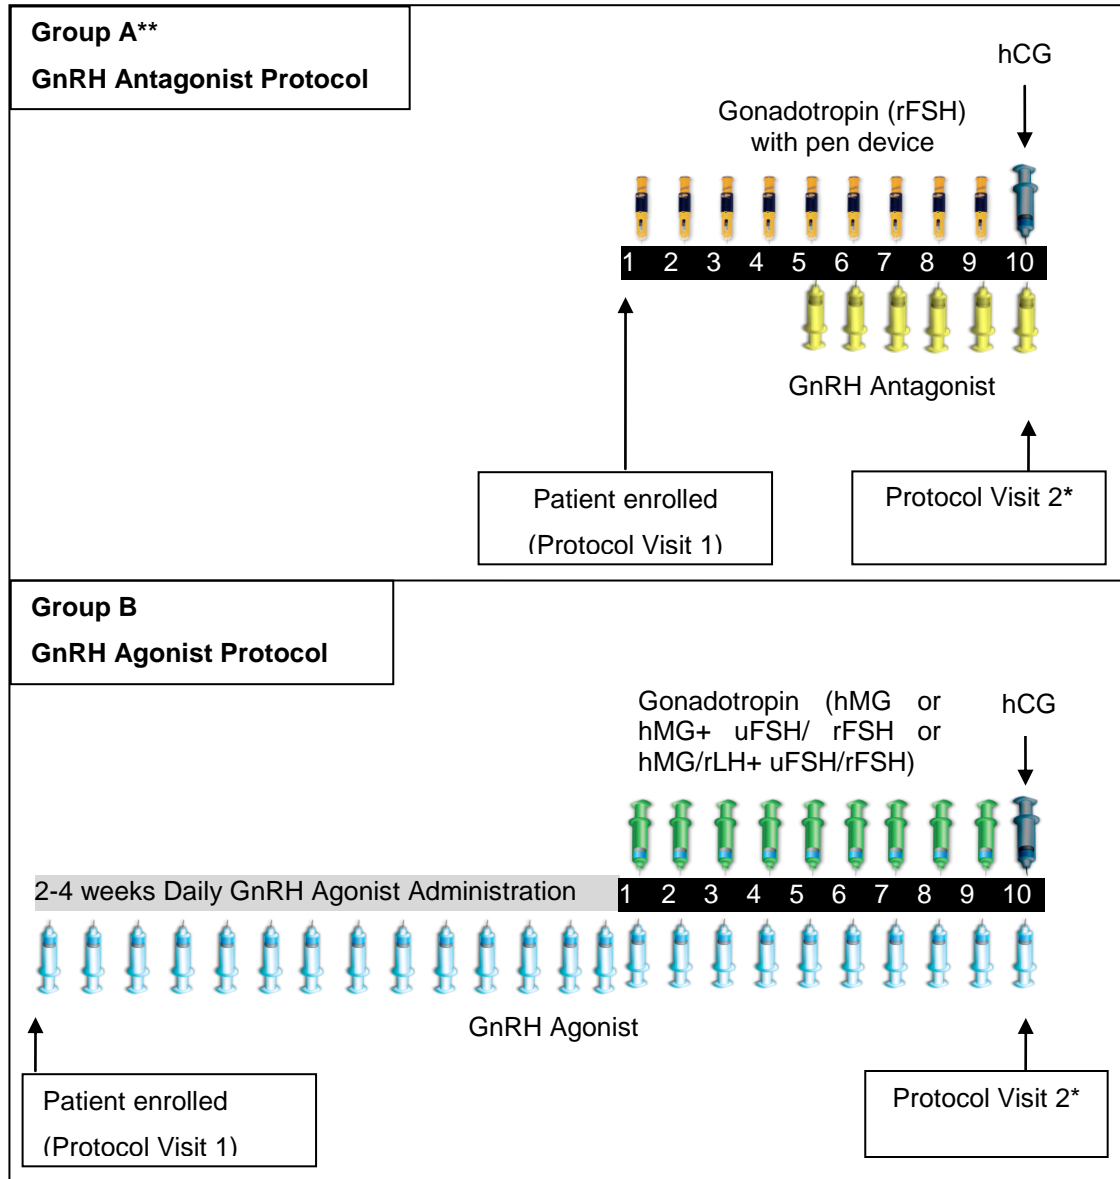 Group A**
GnRH Antagonist Protocol
hCG
Gonadotropin (rFSH)
with pen device
1 2 3 4 5 6 7 8 9 10
GnRH Antagonist
Patient enrolled
(Protocol Visit 1)
Protocol Visit 2*
Group B
GnRH Agonist Protocol
Gonadotropin (hMG or
hMG+ uFSH/ rFSH or
hMG/rLH+ uFSH/rFSH)
hCG
2-4 weeks Daily GnRH Agonist Administration
1 2 3 4 5 6 7 8 9 10
GnRH Agonist
Patient enrolled
(Protocol Visit 1)
Protocol Visit 2*